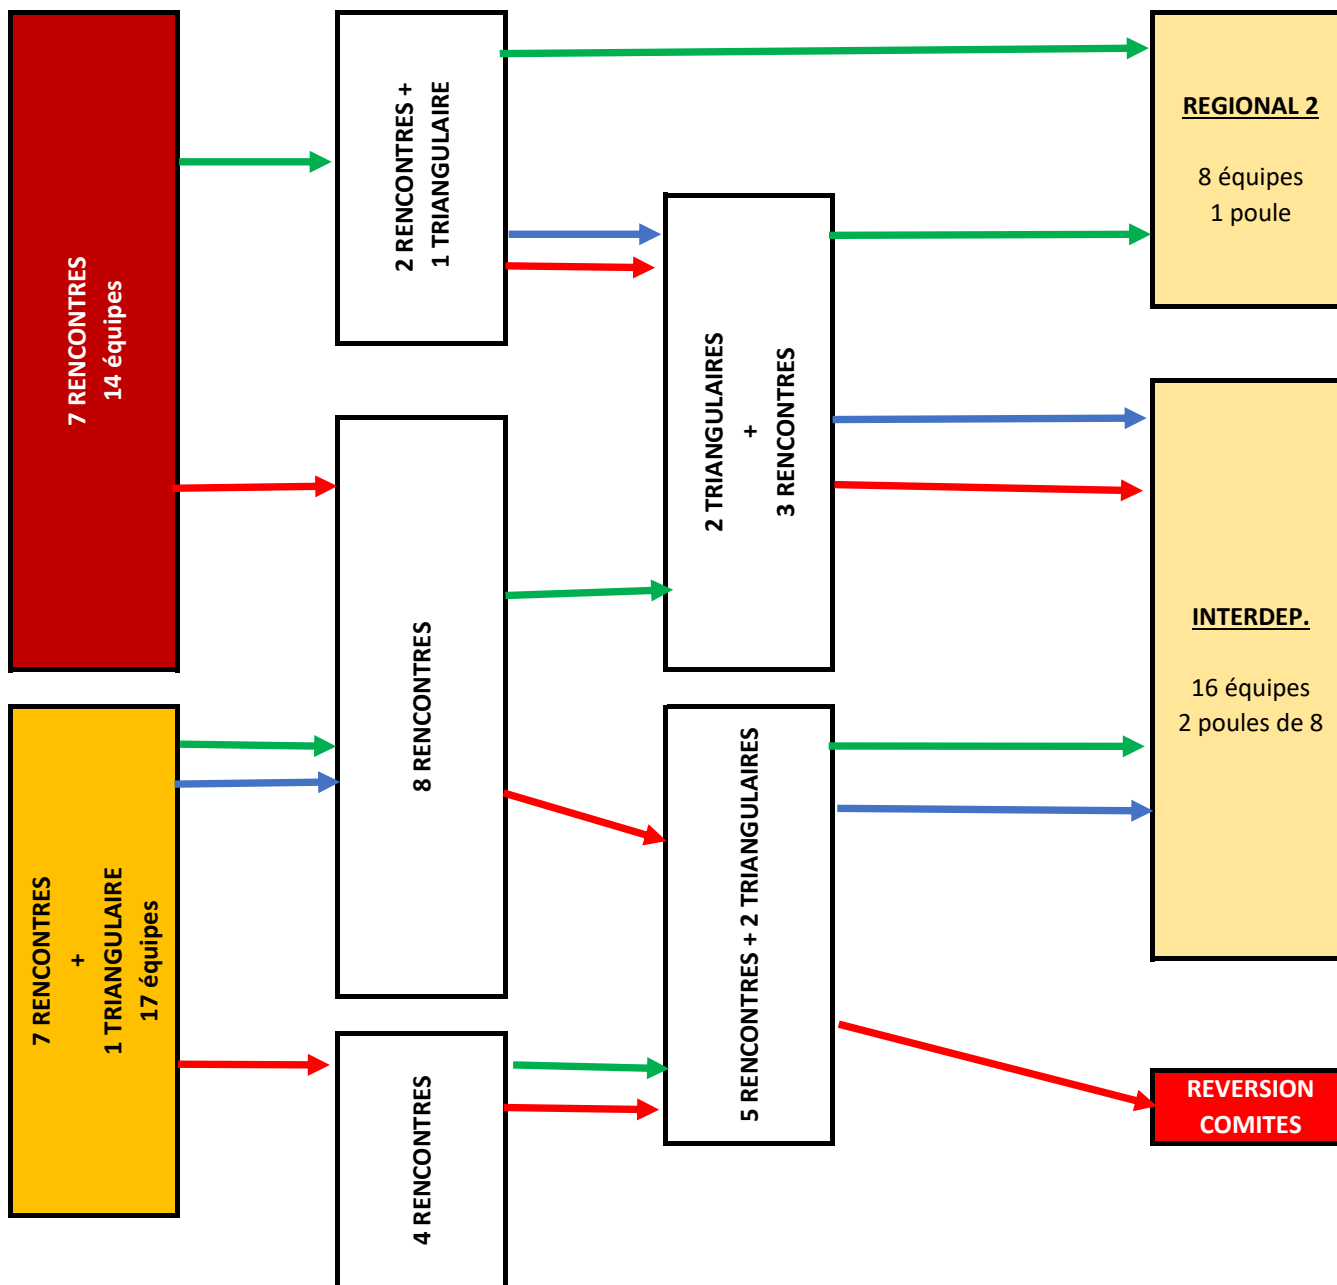 7 RENCONTRES
14 équipes
7 RENCONTRES
+
1 TRIANGULAIRE
17 équipes
2 RENCONTRES +
1 TRIANGULAIRE
8 RENCONTRES
4 RENCONTRES
2 TRIANGULAIRES
+
3 RENCONTRES
5 RENCONTRES + 2 TRIANGULAIRES
REGIONAL 2
8 équipes
1 poule
INTERDEP.
16 équipes
2 poules de 8
REVERSION
COMITES